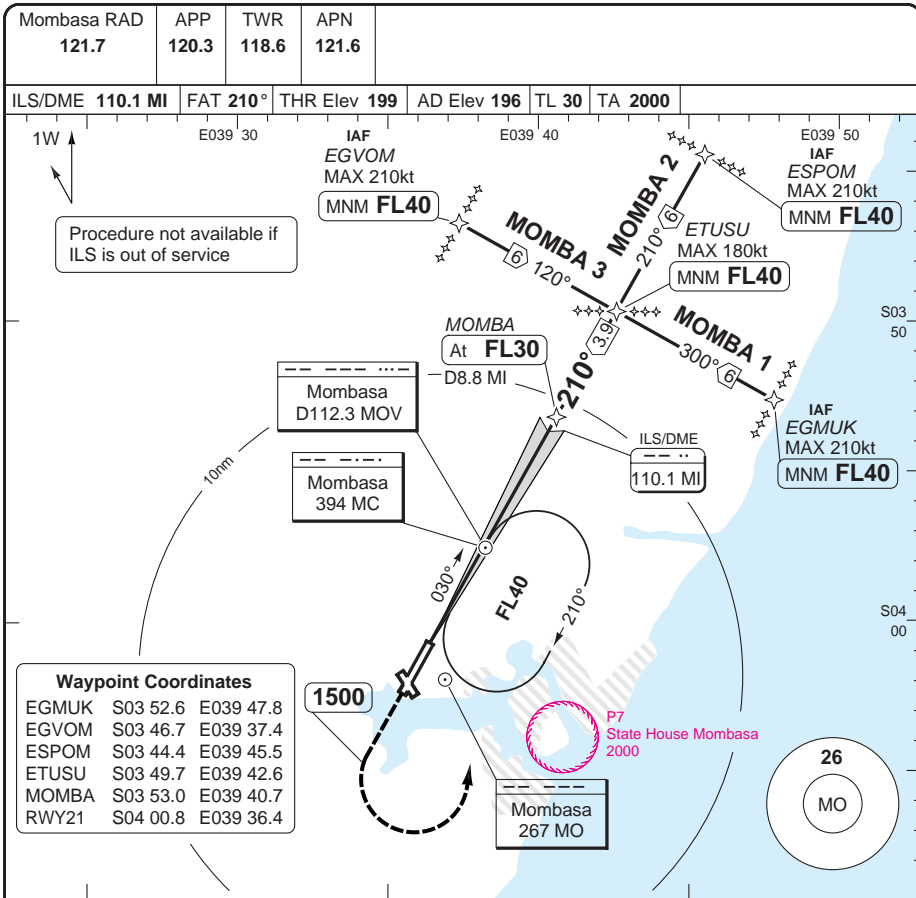 Mombasa RAD
121.7
APP
120.3
TWR
118.6
APN
121.6
ILS/DME 110.1 MI
FAT 210°
THR Elev 199
AD Elev 196
TL 30
TA 2000
1W
E039 30
E039 40
E039 50
IAF
EGVOM
MAX 210kt
MNM FL40
IAF
ESPOM
MAX 210kt
MNM FL40
Procedure not available if
ILS is out of service
MOMBA 3
6
120°
MOMBA 2
6
210°
ETUSU
MAX 180kt
MNM FL40
S03
50
MOMBA 1
300°
6
3.9
210°
MOMBA
At FL30
D8.8 MI
IAF
EGMUK
MAX 210kt
MNM FL40
Mombasa
D112.3 MOV
ILS/DME
110.1 MI
10nm
Mombasa
394 MC
030°
FL40
210°
S04
00
Waypoint Coordinates
EGMUK S03 52.6 E039 47.8
EGVOM S03 46.7 E039 37.4
ESPOM S03 44.4 E039 45.5
ETUSU S03 49.7 E039 42.6
MOMBA S03 53.0 E039 40.7
RWY21 S04 00.8 E039 36.4
1500
P7
State House Mombasa
2000
Mombasa
267 MO
26
MO